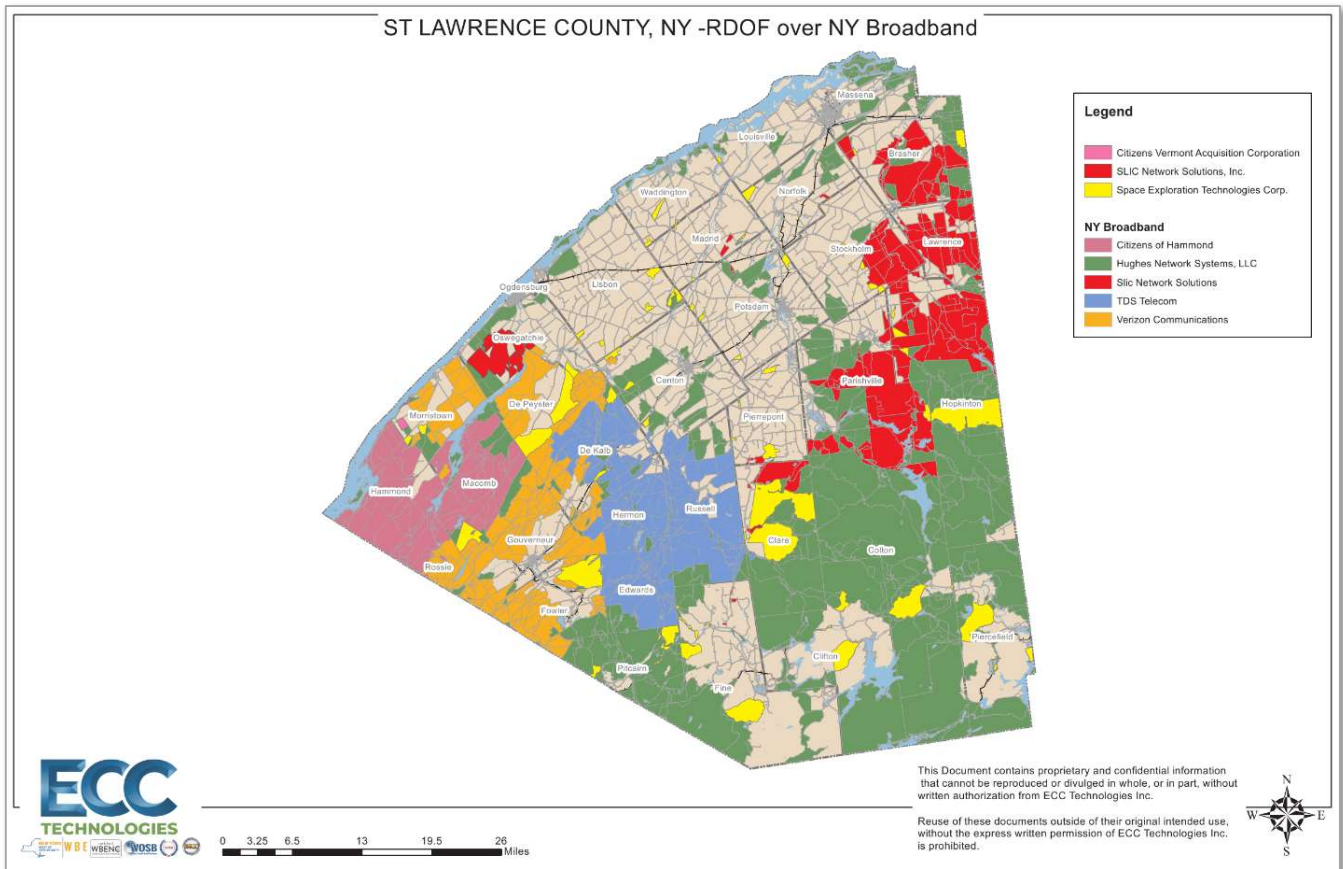 ST LAWRENCE COUNTY, NY -RDOF over NY Broadband
Legend
Citizens Vermont Acquisition Corporation
SLIC Network Solutions, Inc.
Space Exploration Technologies Corp.
NY Broadband
Citizens of Hammond
Hughes Network Systems, LLC
Slic Network Solutions
TDS Telecom
Verizon Communications
Massena
Louisville
Brasher
Waddington
Norfolk
Madrid
Stockholm
Lawrence
Ogdensburg
Lisbon
Potsdam
Oswegatchie
Canton
Parishville
De Peyster
Hopkinton
Morristown
Pierrepont
De Kalb
Hammond
Macomb
Hermon
Russell
Gouverneur
Clare
Colton
Rossie
Edwards
Fowler
Piercefield
Clifton
Pitcairn
Fine
ECC
TECHNOLOGIES
WBE
WBENC
WOSB
0 3.25 6.5 13 19.5 26
Miles
This Document contains proprietary and confidential information
that cannot be reproduced or divulged in whole, or in part, without
written authorization from ECC Technologies Inc.
Reuse of these documents outside of their original intended use,
without the express written permission of ECC Technologies Inc.
is prohibited.
N
W E
S